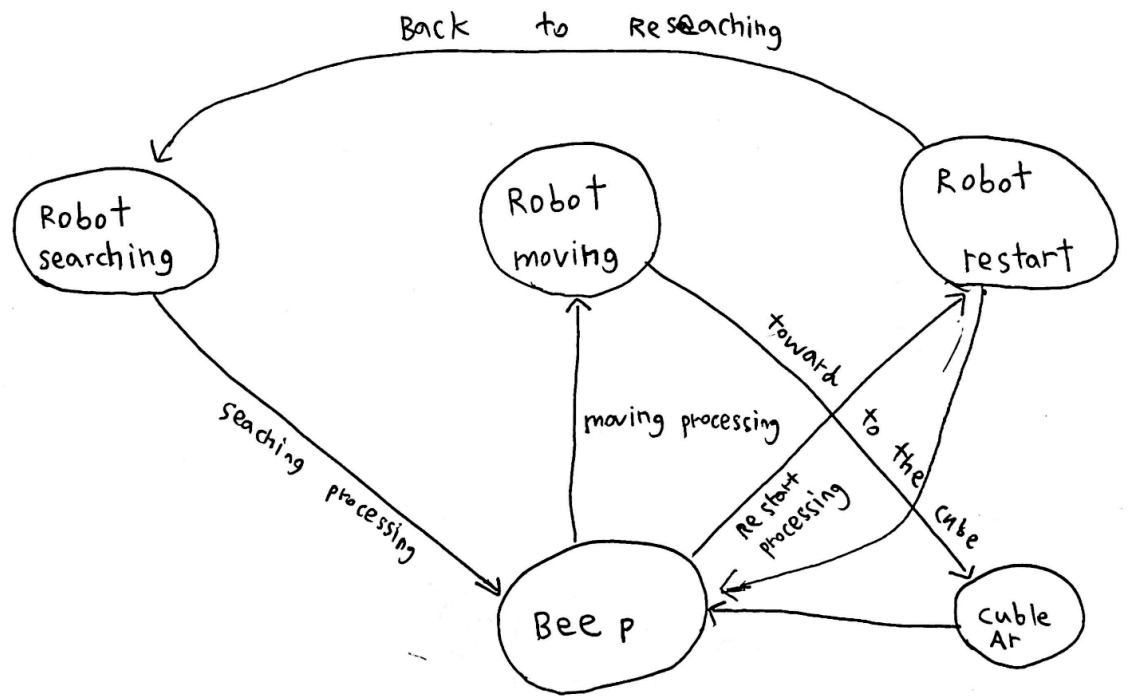 Back to Reseaching
Robot
searching
Robot
moving
Robot
restart
seaching processing
moving processing
toward to the cube
Restart
processing
Beep
cuble
Ar